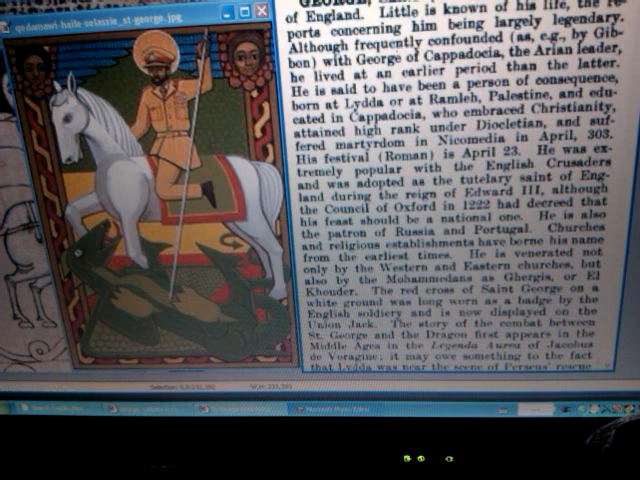 qedamawi-haile-selassie_st-george.jpg
GEORGE,
of England. Little is known of his life, the re-
ports concerning him being largely legendary.
Although frequently confounded (as, e.g., by Gib-
bon) with George of Cappadocia, the Arian leader,
he lived at an earlier period than the latter.
He is said to have been a person of consequence,
born at Lydda or at Ramleh, Palestine, and edu-
cated in Cappadocia, who embraced Christianity,
attained high rank under Diocletian, and suf-
fered martyrdom in Nicomedia in April, 303.
His festival (Roman) is April 23. He was ex-
tremely popular with the English Crusaders
and was adopted as the tutelary saint of Eng-
land during the reign of Edward III, although
the Council of Oxford in 1222 had decreed that
his feast should be a national one. He is also
the patron of Russia and Portugal. Churches
and religious establishments have borne his name
from the earliest times. He is venerated not
only by the Western and Eastern churches, but
also by the Mohammedans as Ghergis, or El
Khouder. The red cross of Saint George on a
white ground was long worn as a badge by the
English soldiery and is now displayed on the
Union Jack. The story of the combat between
St. George and the Dragon first appears in the
Middle Ages in the Legenda Aurea of Jacobus
de Voragine; it may owe something to the fact
that Lydda was near the scene of Perseus' rescue
Microsoft Photo Editor